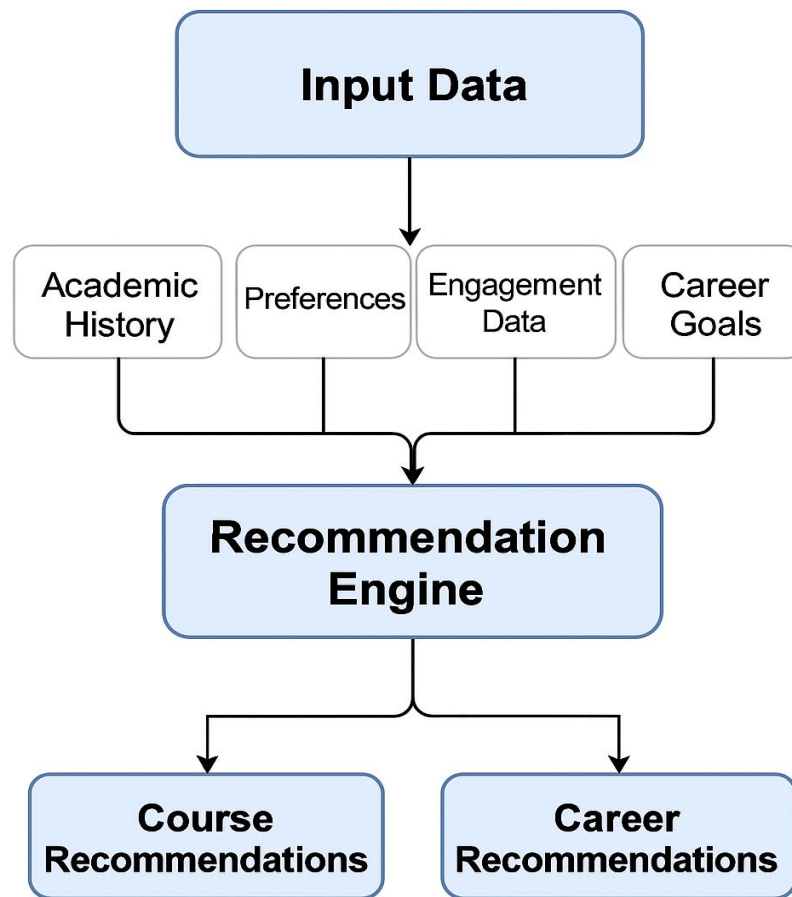 Input Data
Academic
History
Preferences
Engagement
Data
Career
Goals
Recommendation
Engine
Course
Recommendations
Career
Recommendations